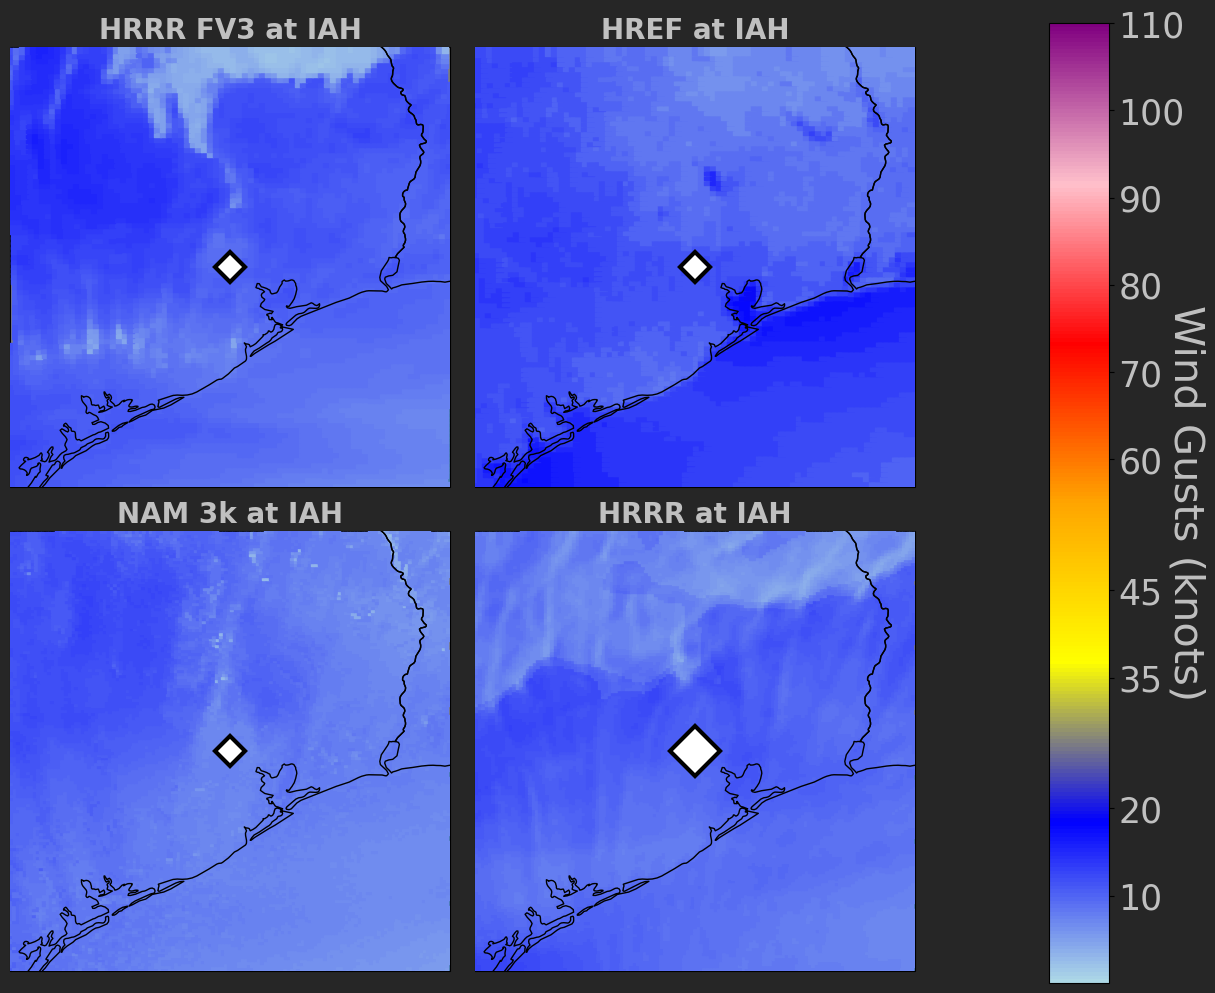 HRRR FV3 at IAH
HREF at IAH
NAM 3k at IAH
HRRR at IAH
110
100
90
80
70
60
45
35
20
10
Wind Gusts (knots)